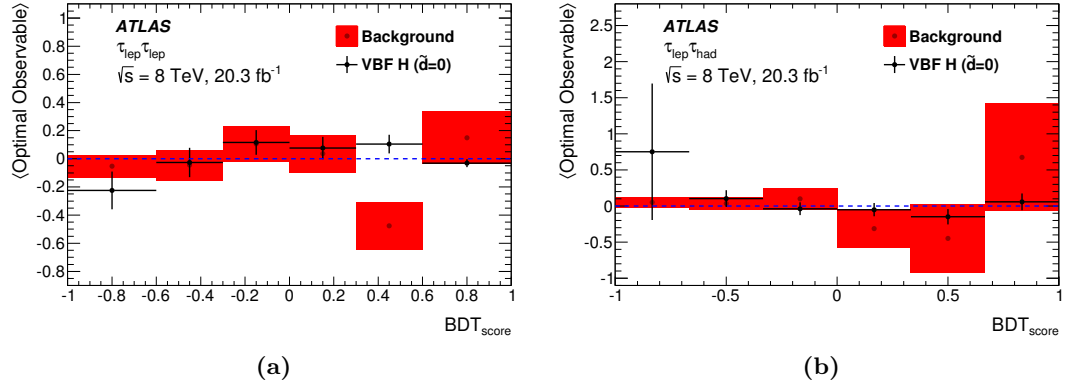 ⟨Optimal Observable⟩
1
0.8
0.6
0.4
0.2
0
-0.2
-0.4
-0.6
-0.8
ATLAS
τlepτlep
√s = 8 TeV, 20.3 fb⁻¹
Background
VBF H (d̃=0)
-1 -0.8 -0.6 -0.4 -0.2 0 0.2 0.4 0.6 0.8 1
BDTscore
(a)
⟨Optimal Observable⟩
2.5
2
1.5
1
0.5
0
-0.5
-1
ATLAS
τlepτhad
√s = 8 TeV, 20.3 fb⁻¹
Background
VBF H (d̃=0)
-1 -0.5 0 0.5 1
BDTscore
(b)